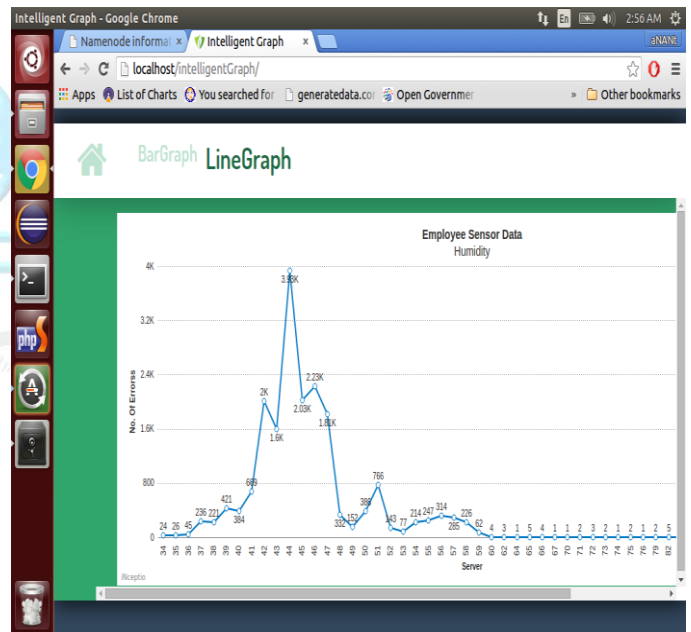 Intelligent Graph - Google Chrome En 2:56 AM
Namenode informat × Intelligent Graph × aNANt
localhost/intelligentGraph/
Apps List of Charts You searched for generatedata.cor Open Governmer » Other bookmarks
BarGraph LineGraph
Employee Sensor Data
Humidity
No. Of Errorss
4K
3.2K
2.4K
1.6K
800
0
24 26 45 236 221 421 384 669 2K 1.6K 3.93K 2.03K 2.23K 1.81K 332 152 386 766 143 77 214 247 314 285 226 62 4 3 1 5 4 1 1 2 3 2 1 2 1 2 5
34 35 36 37 38 39 40 41 42 43 44 45 46 47 48 49 50 51 52 53 54 55 56 57 58 59 60 62 64 65 66 67 70 71 72 73 74 75 76 79 82
Server
php